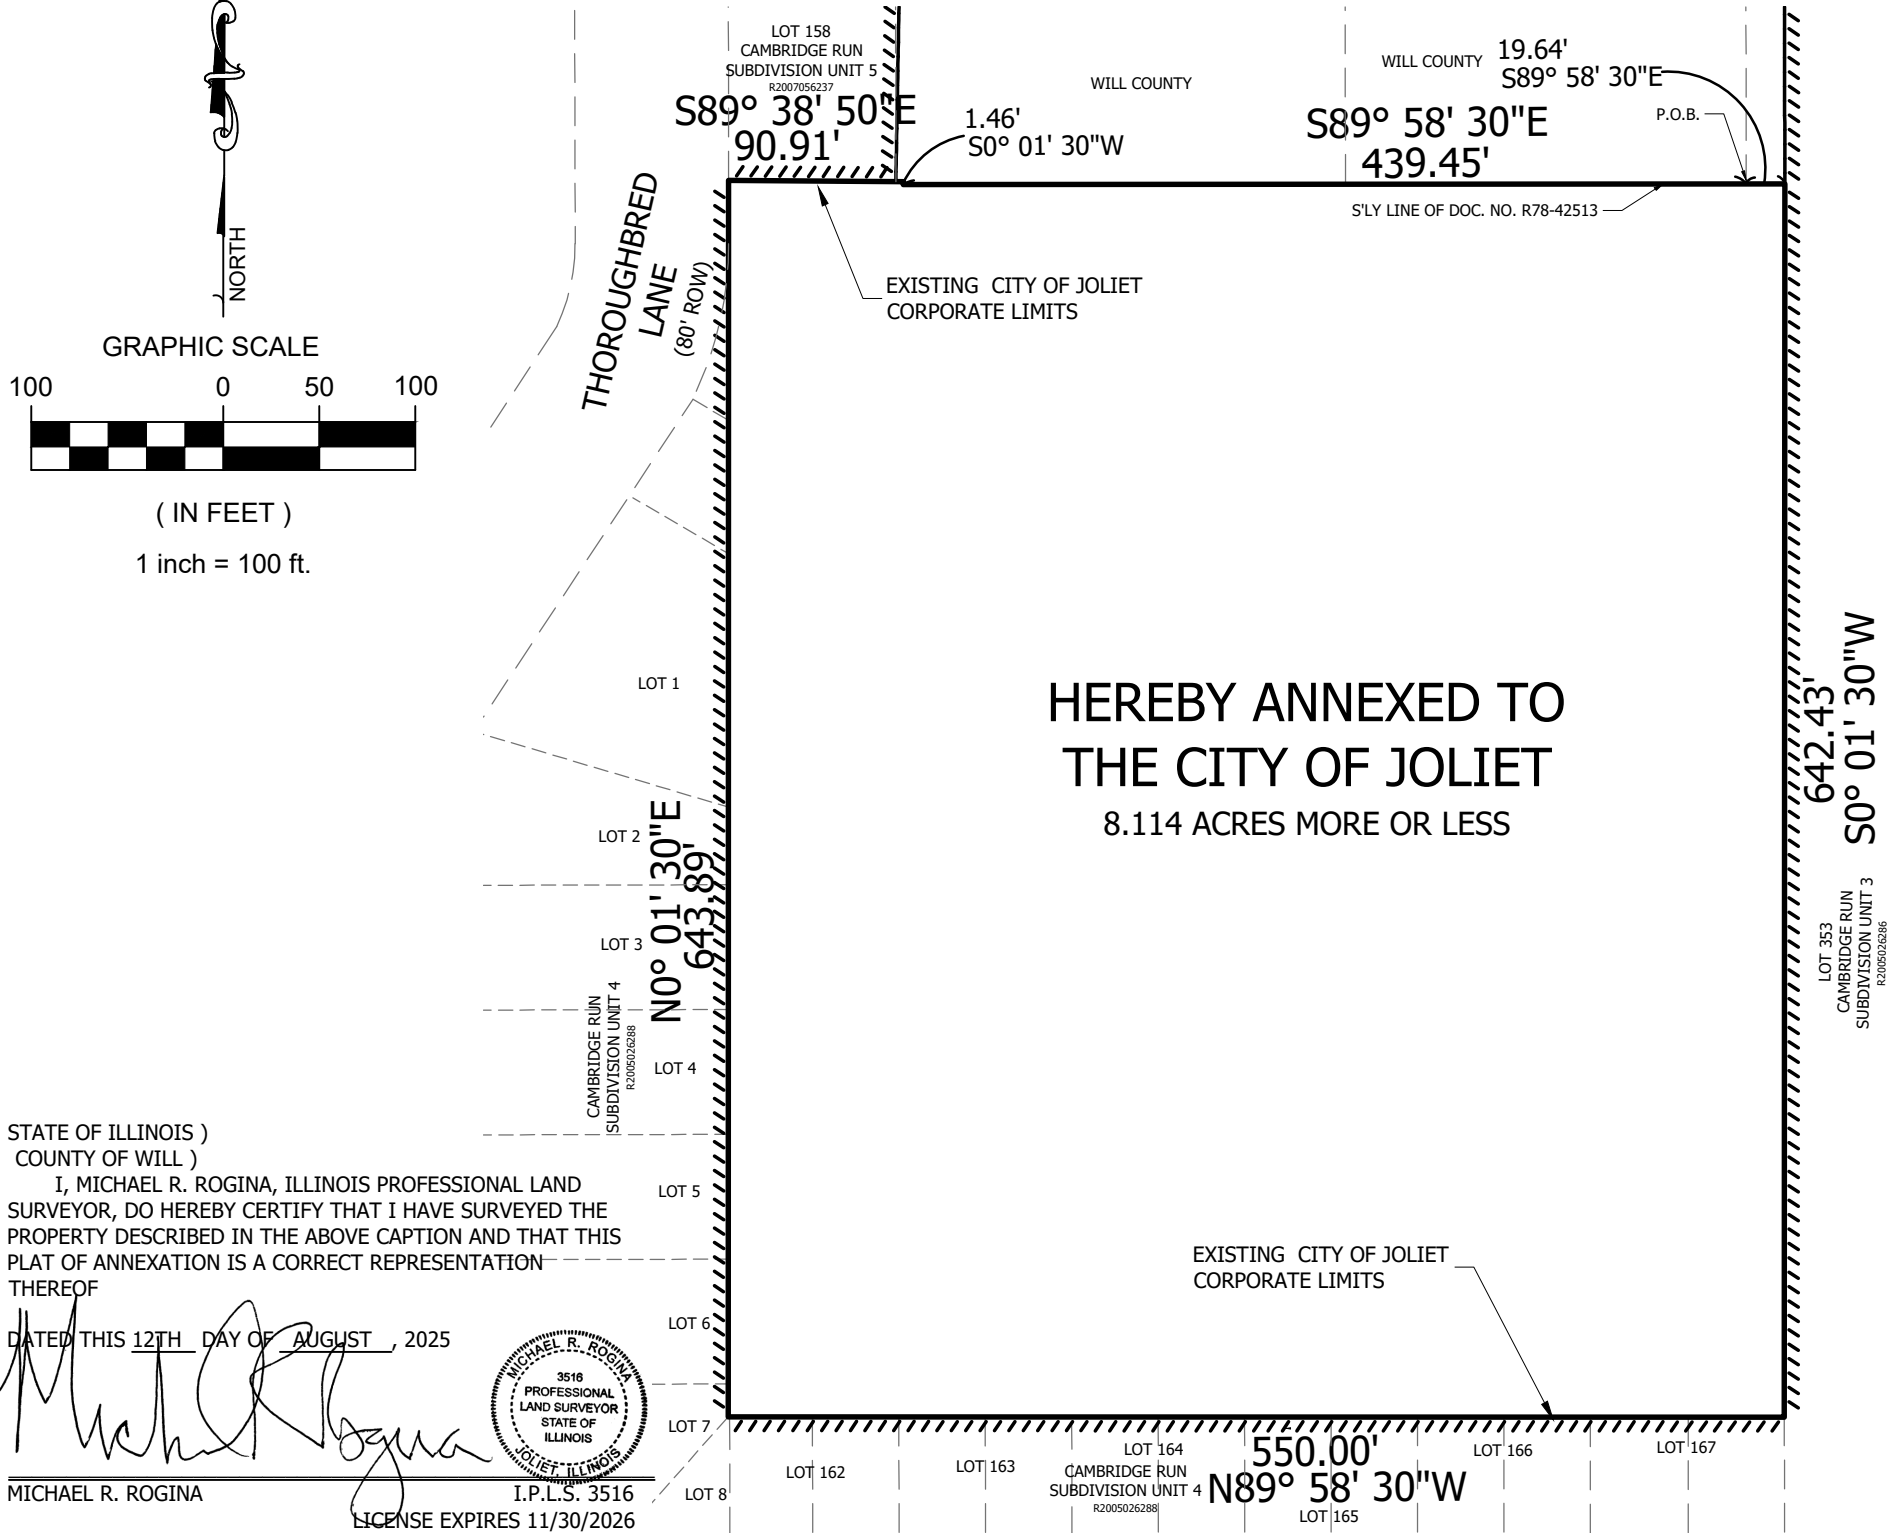 LOT 158
CAMBRIDGE RUN
SUBDIVISION UNIT 5
R2007056237
S89° 38' 50"E
90.91'
1.46'
S0° 01' 30"W
WILL COUNTY
WILL COUNTY
19.64'
S89° 58' 30"E
S89° 58' 30"E
439.45'
P.O.B.
S'LY LINE OF DOC. NO. R78-42513
NORTH
GRAPHIC SCALE
100 0 50 100
( IN FEET )
1 inch = 100 ft.
THOROUGHBRED
LANE
(80' ROW)
EXISTING CITY OF JOLIET
CORPORATE LIMITS
HEREBY ANNEXED TO
THE CITY OF JOLIET
8.114 ACRES MORE OR LESS
642.43'
S0° 01' 30"W
LOT 353
CAMBRIDGE RUN
SUBDIVISION UNIT 3
R2005026286
LOT 1
LOT 2
N0° 01' 30"E
643.89'
LOT 3
CAMBRIDGE RUN
SUBDIVISION UNIT 4
R2005026288
LOT 4
LOT 5
LOT 6
LOT 7
LOT 8
EXISTING CITY OF JOLIET
CORPORATE LIMITS
LOT 162
LOT 163
LOT 164
CAMBRIDGE RUN
SUBDIVISION UNIT 4
R2005026288
550.00'
N89° 58' 30"W
LOT 165
LOT 166
LOT 167
STATE OF ILLINOIS )
COUNTY OF WILL )
I, MICHAEL R. ROGINA, ILLINOIS PROFESSIONAL LAND
SURVEYOR, DO HEREBY CERTIFY THAT I HAVE SURVEYED THE
PROPERTY DESCRIBED IN THE ABOVE CAPTION AND THAT THIS
PLAT OF ANNEXATION IS A CORRECT REPRESENTATION
THEREOF
DATED THIS 12TH DAY OF AUGUST , 2025
Michael R Rogina
MICHAEL R. ROGINA
3516
PROFESSIONAL
LAND SURVEYOR
STATE OF
ILLINOIS
JOLIET, ILLINOIS
MICHAEL R. ROGINA
I.P.L.S. 3516
LICENSE EXPIRES 11/30/2026